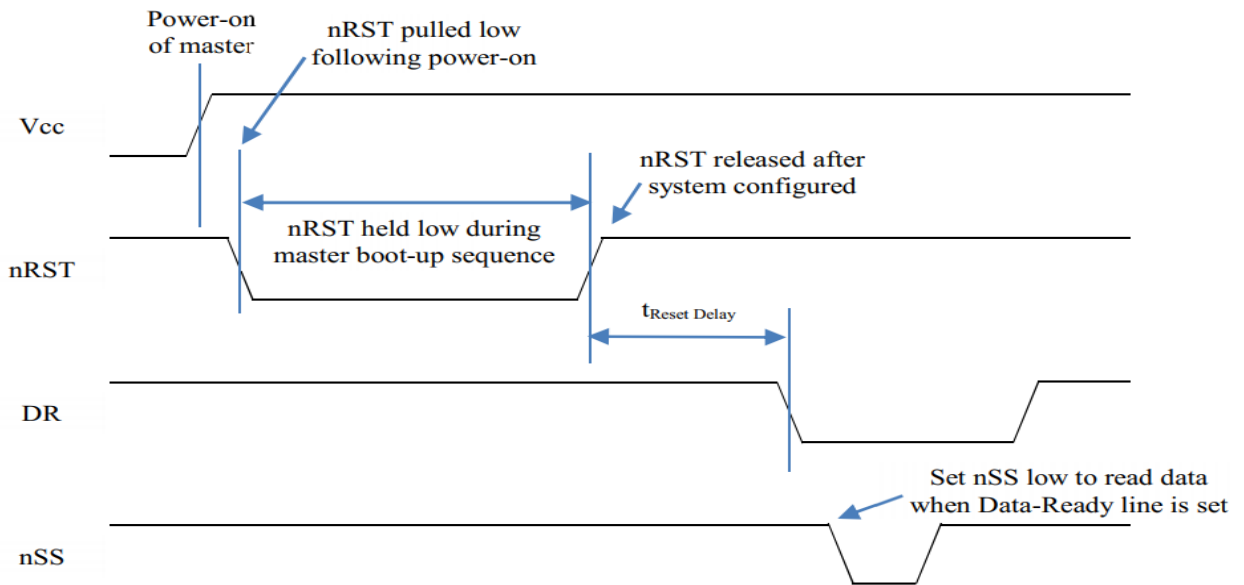 Power-on
of master
nRST pulled low
following power-on
Vcc
nRST released after
system configured
nRST held low during
master boot-up sequence
nRST
tReset Delay
DR
Set nSS low to read data
when Data-Ready line is set
nSS